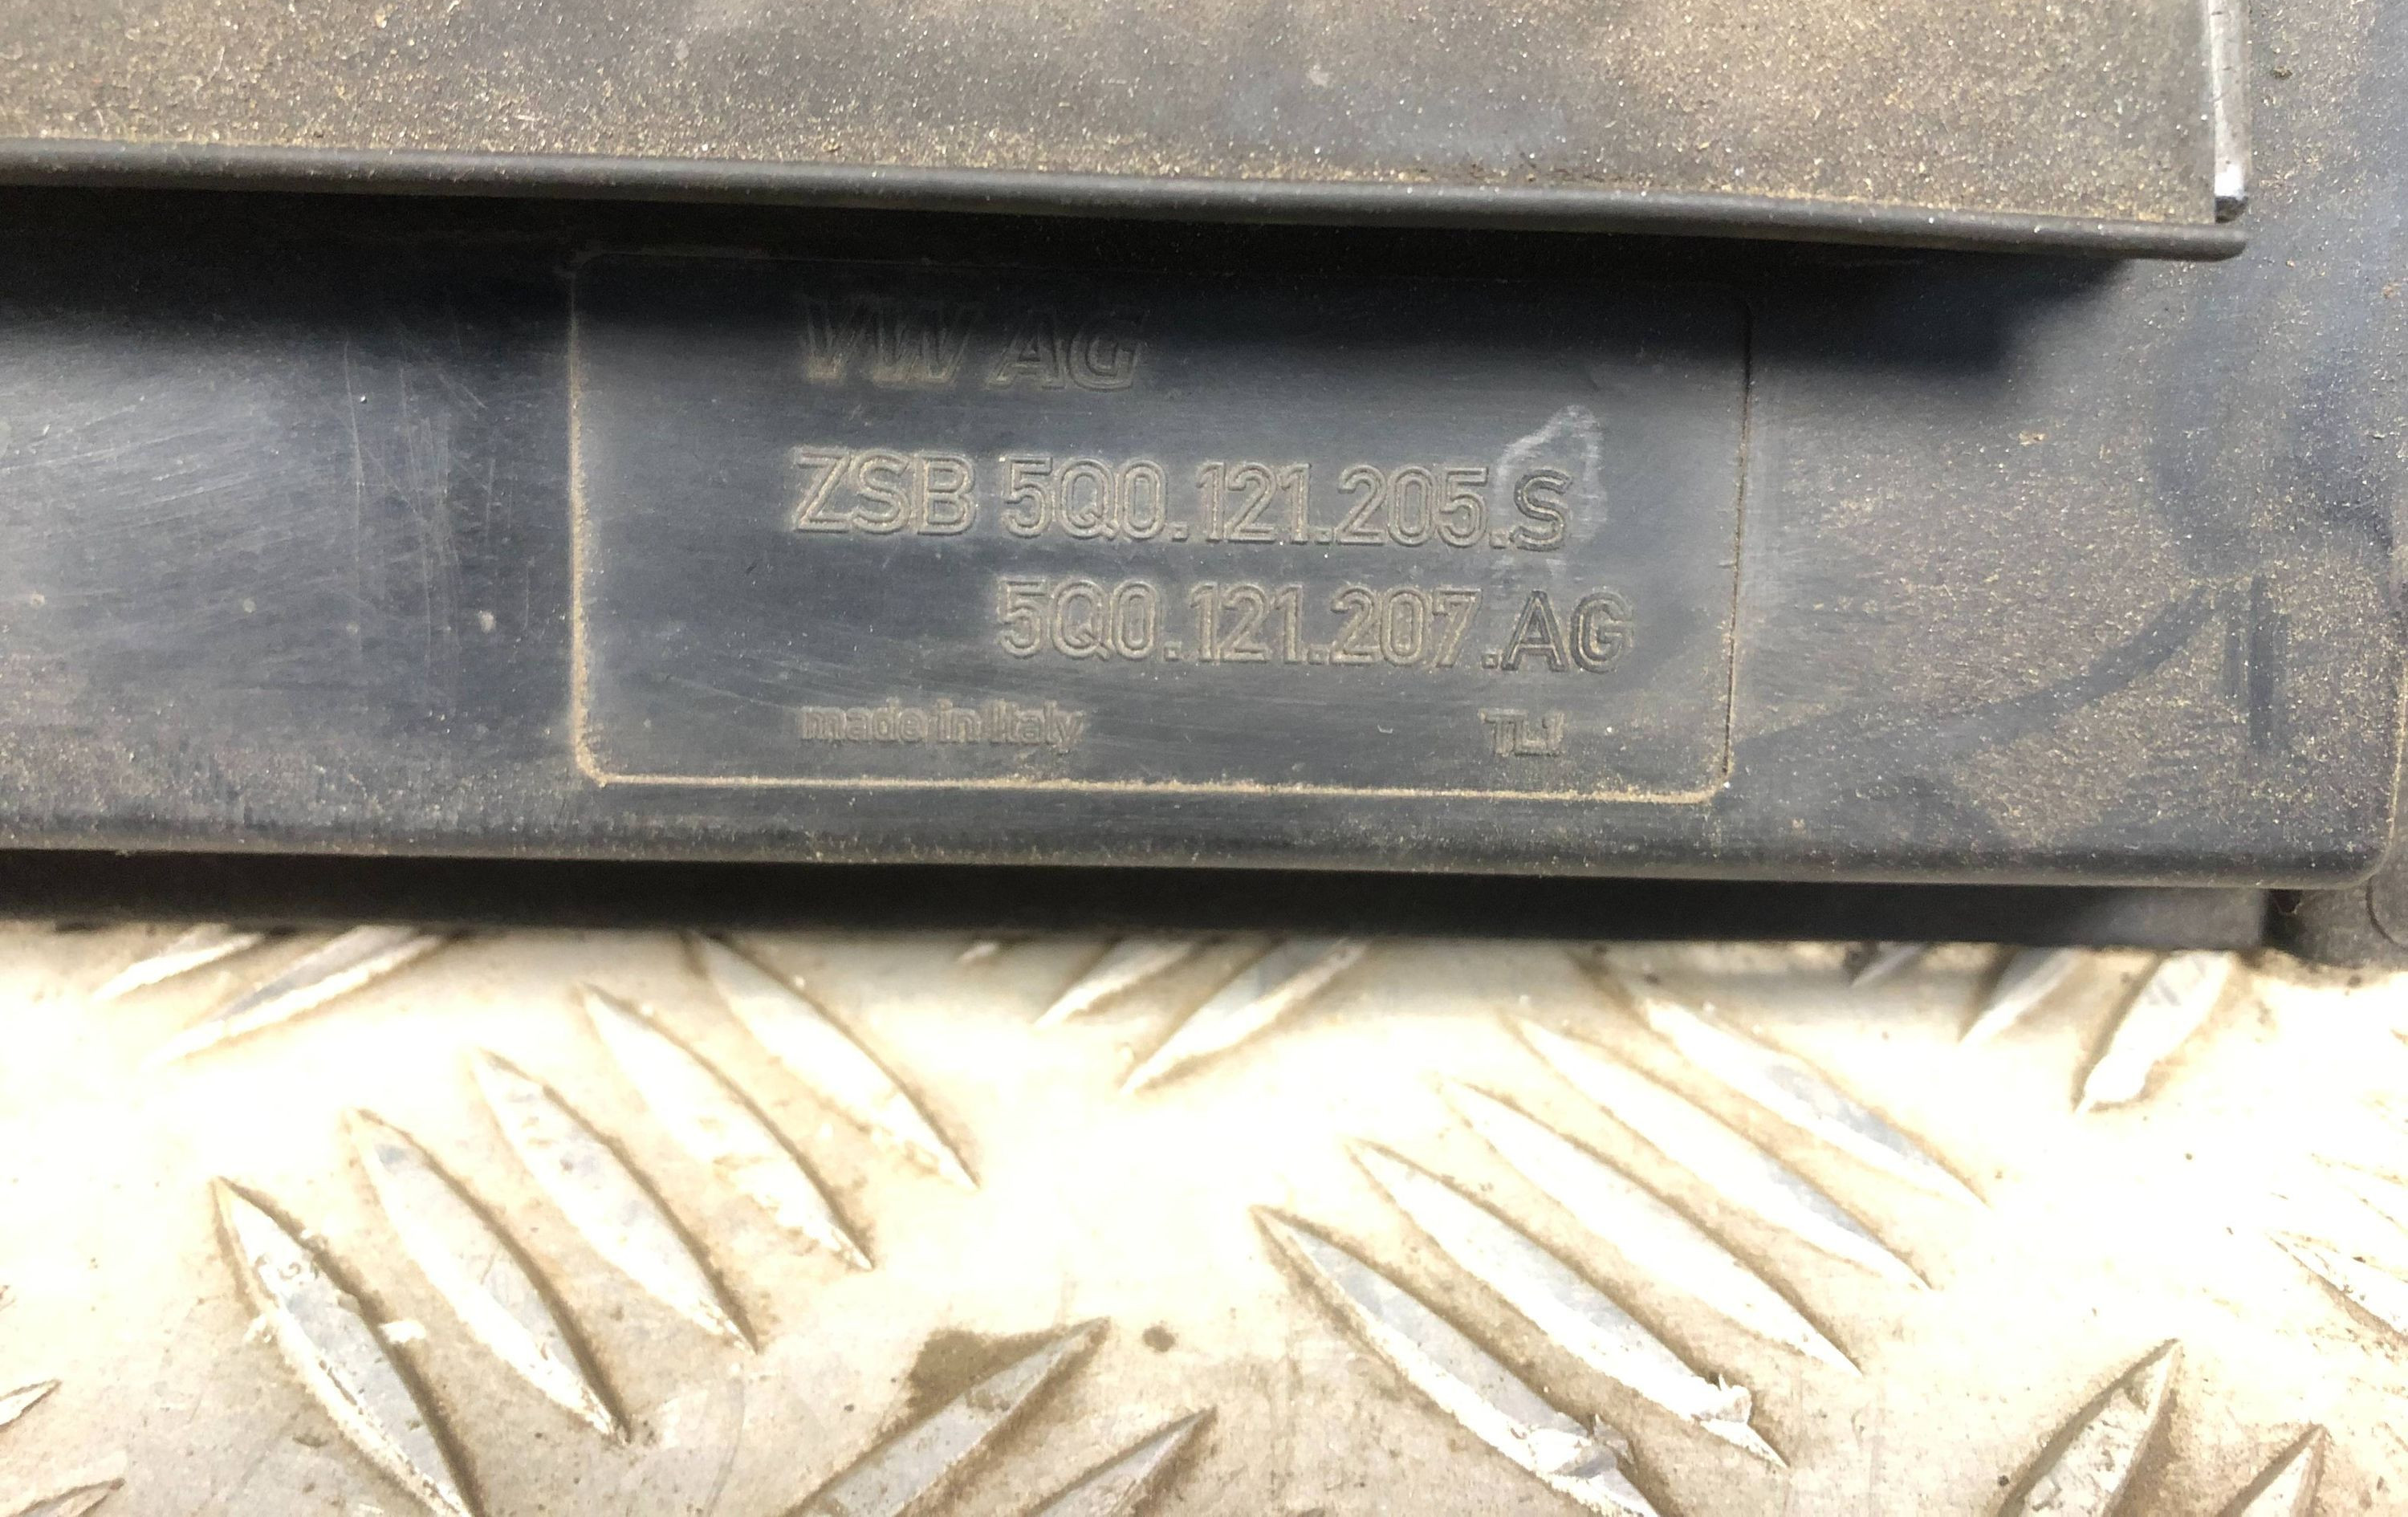 VW AG
ZSB 5Q0.121.205.S
5Q0.121.207.AG
made in Italy TL1